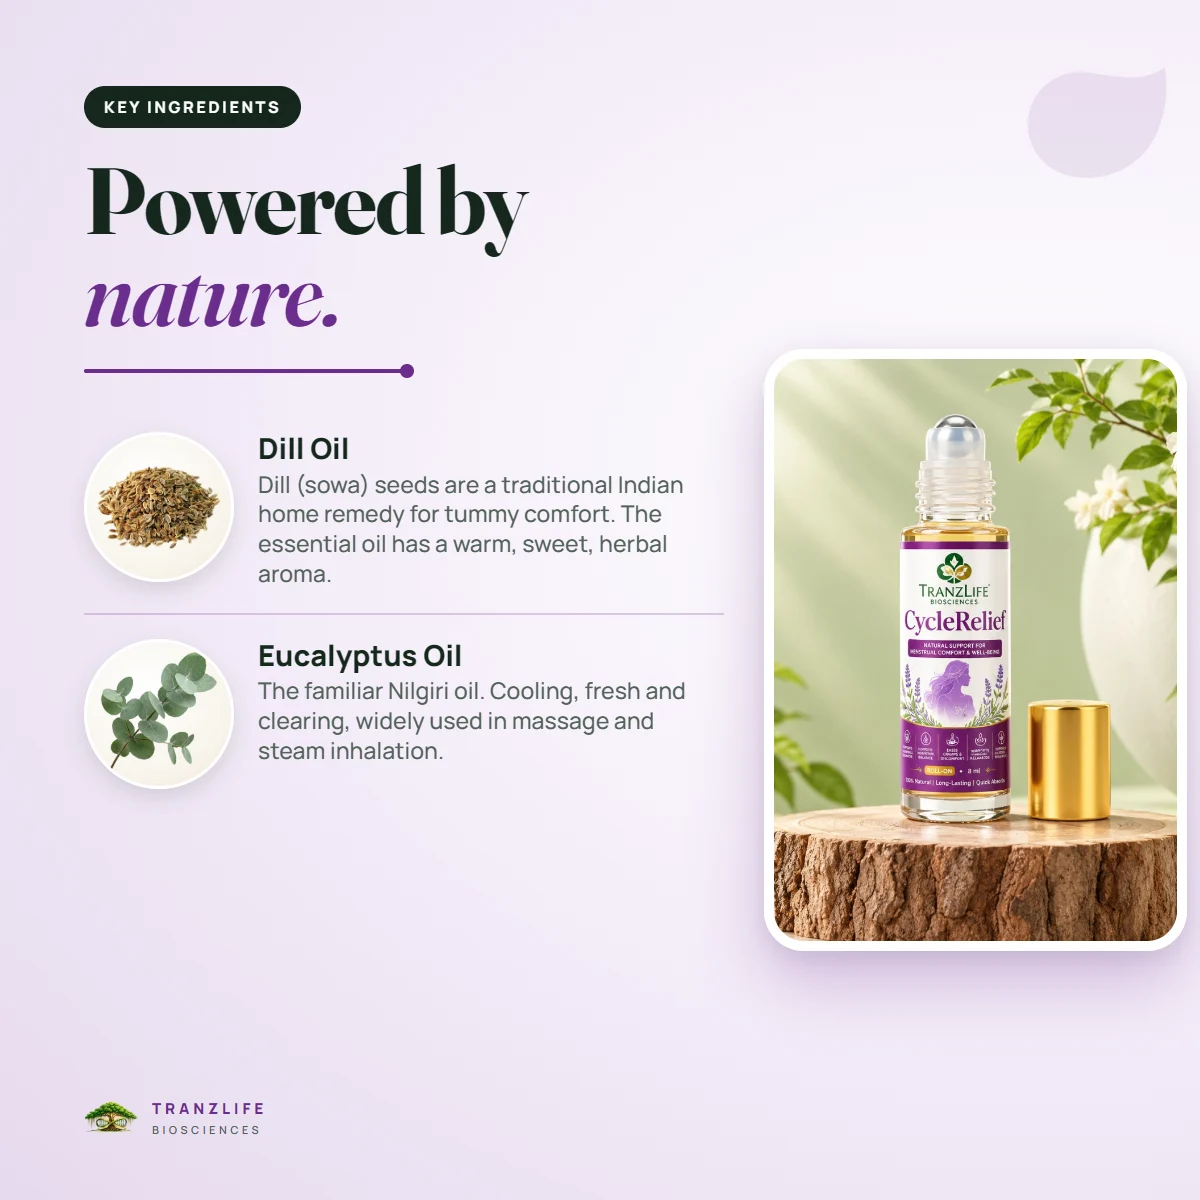 KEY INGREDIENTS
Powered by
nature.
Dill Oil
Dill (sowa) seeds are a traditional Indian
home remedy for tummy comfort. The
essential oil has a warm, sweet, herbal
aroma.
Eucalyptus Oil
The familiar Nilgiri oil. Cooling, fresh and
clearing, widely used in massage and
steam inhalation.
TRANZLIFE
BIOSCIENCES
CycleRelief
NATURAL SUPPORT FOR
MENSTRUAL COMFORT & WELL-BEING
ROLL-ON • 8 ml
100% Natural | Long-Lasting | Quick
TRANZLIFE
BIOSCIENCES